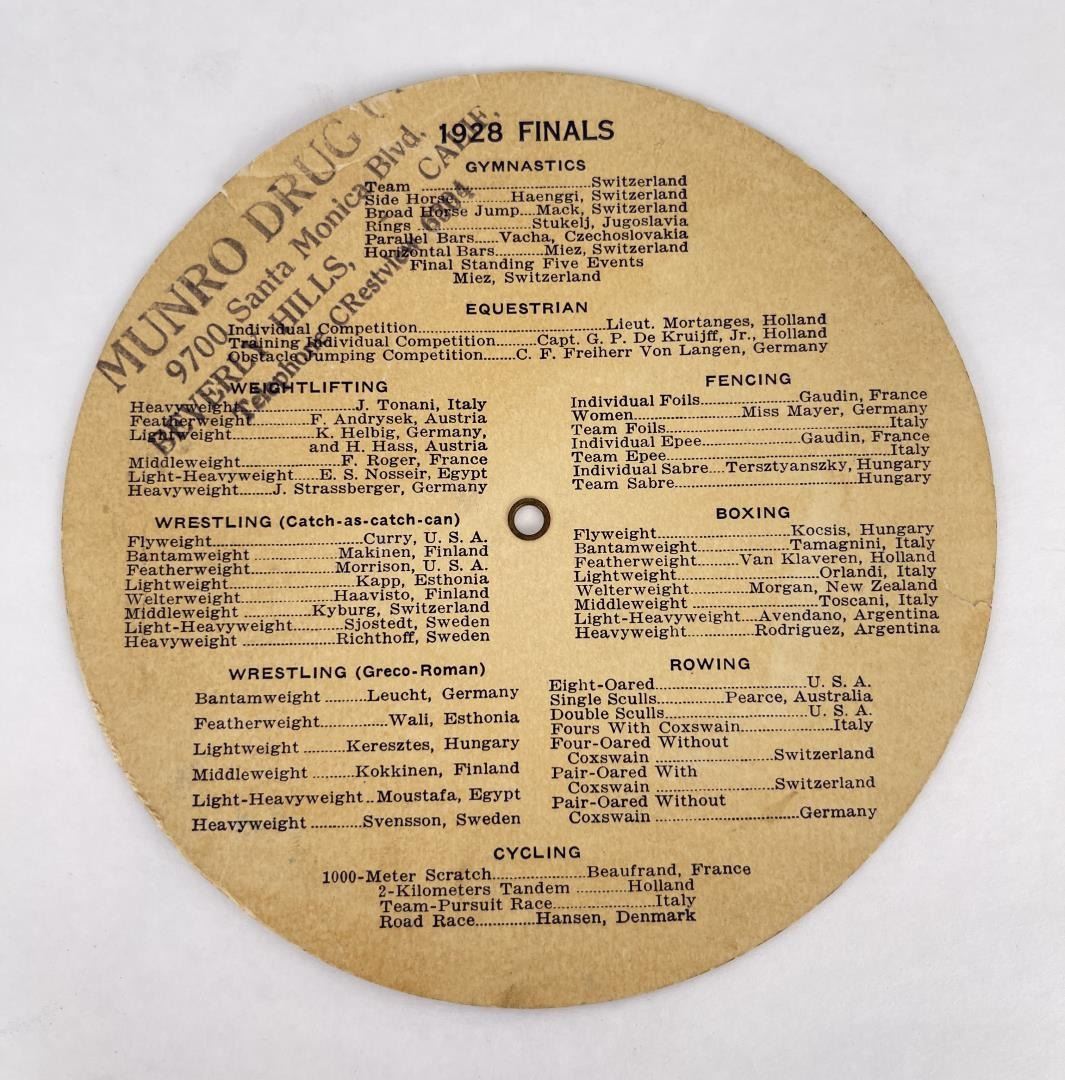 MUNRO DRUG
9700 Santa Monica Blvd.
BEVERLY HILLS, CALIF.
Telephone CRestview
1928 FINALS
GYMNASTICS
Team ........Switzerland
Side Horse........Haenggi, Switzerland
Broad Horse Jump....Mack, Switzerland
Rings ........Stukelj, Jugoslavia
Parallel Bars.....Vacha, Czechoslovakia
Horizontal Bars........Miez, Switzerland
Final Standing Five Events
Miez, Switzerland
EQUESTRIAN
Individual Competition........Lieut. Mortanges, Holland
Training Individual Competition........Capt. G. P. De Kruijff, Jr., Holland
Obstacle Jumping Competition.......C. F. Freiherr Von Langen, Germany
WEIGHTLIFTING
Heavyweight........J. Tonani, Italy
Featherweight........F. Andrysek, Austria
Lightweight........K. Helbig, Germany,
and H. Hass, Austria
Middleweight........F. Roger, France
Light-Heavyweight.....E. S. Nosseir, Egypt
Heavyweight........J. Strassberger, Germany
WRESTLING (Catch-as-catch-can)
Flyweight........Curry, U. S. A.
Bantamweight ........Makinen, Finland
Featherweight........Morrison, U. S. A.
Lightweight ........Kapp, Esthonia
Welterweight........Haavisto, Finland
Middleweight ........Kyburg, Switzerland
Light-Heavyweight........Sjostedt, Sweden
Heavyweight ........Richthoff, Sweden
WRESTLING (Greco-Roman)
Bantamweight ........Leucht, Germany
Featherweight........Wali, Esthonia
Lightweight ........Keresztes, Hungary
Middleweight ........Kokkinen, Finland
Light-Heavyweight..Moustafa, Egypt
Heavyweight ........Svensson, Sweden
FENCING
Individual Foils........Gaudin, France
Women........Miss Mayer, Germany
Team Foils........Italy
Individual Epee........Gaudin, France
Team Epee........Italy
Individual Sabre....Tersztyanszky, Hungary
Team Sabre........Hungary
BOXING
Flyweight........Kocsis, Hungary
Bantamweight........Tamagnini, Italy
Featherweight........Van Klaveren, Holland
Lightweight ........Orlandi, Italy
Welterweight........Morgan, New Zealand
Middleweight ........Toscani, Italy
Light-Heavyweight....Avendano, Argentina
Heavyweight........Rodriguez, Argentina
ROWING
Eight-Oared........U. S. A.
Single Sculls........Pearce, Australia
Double Sculls........U. S. A.
Fours With Coxswain........Italy
Four-Oared Without
Coxswain ........Switzerland
Pair-Oared With
Coxswain ........Switzerland
Pair-Oared Without
Coxswain ........Germany
CYCLING
1000-Meter Scratch........Beaufrand, France
2-Kilometers Tandem ........Holland
Team-Pursuit Race........Italy
Road Race........Hansen, Denmark